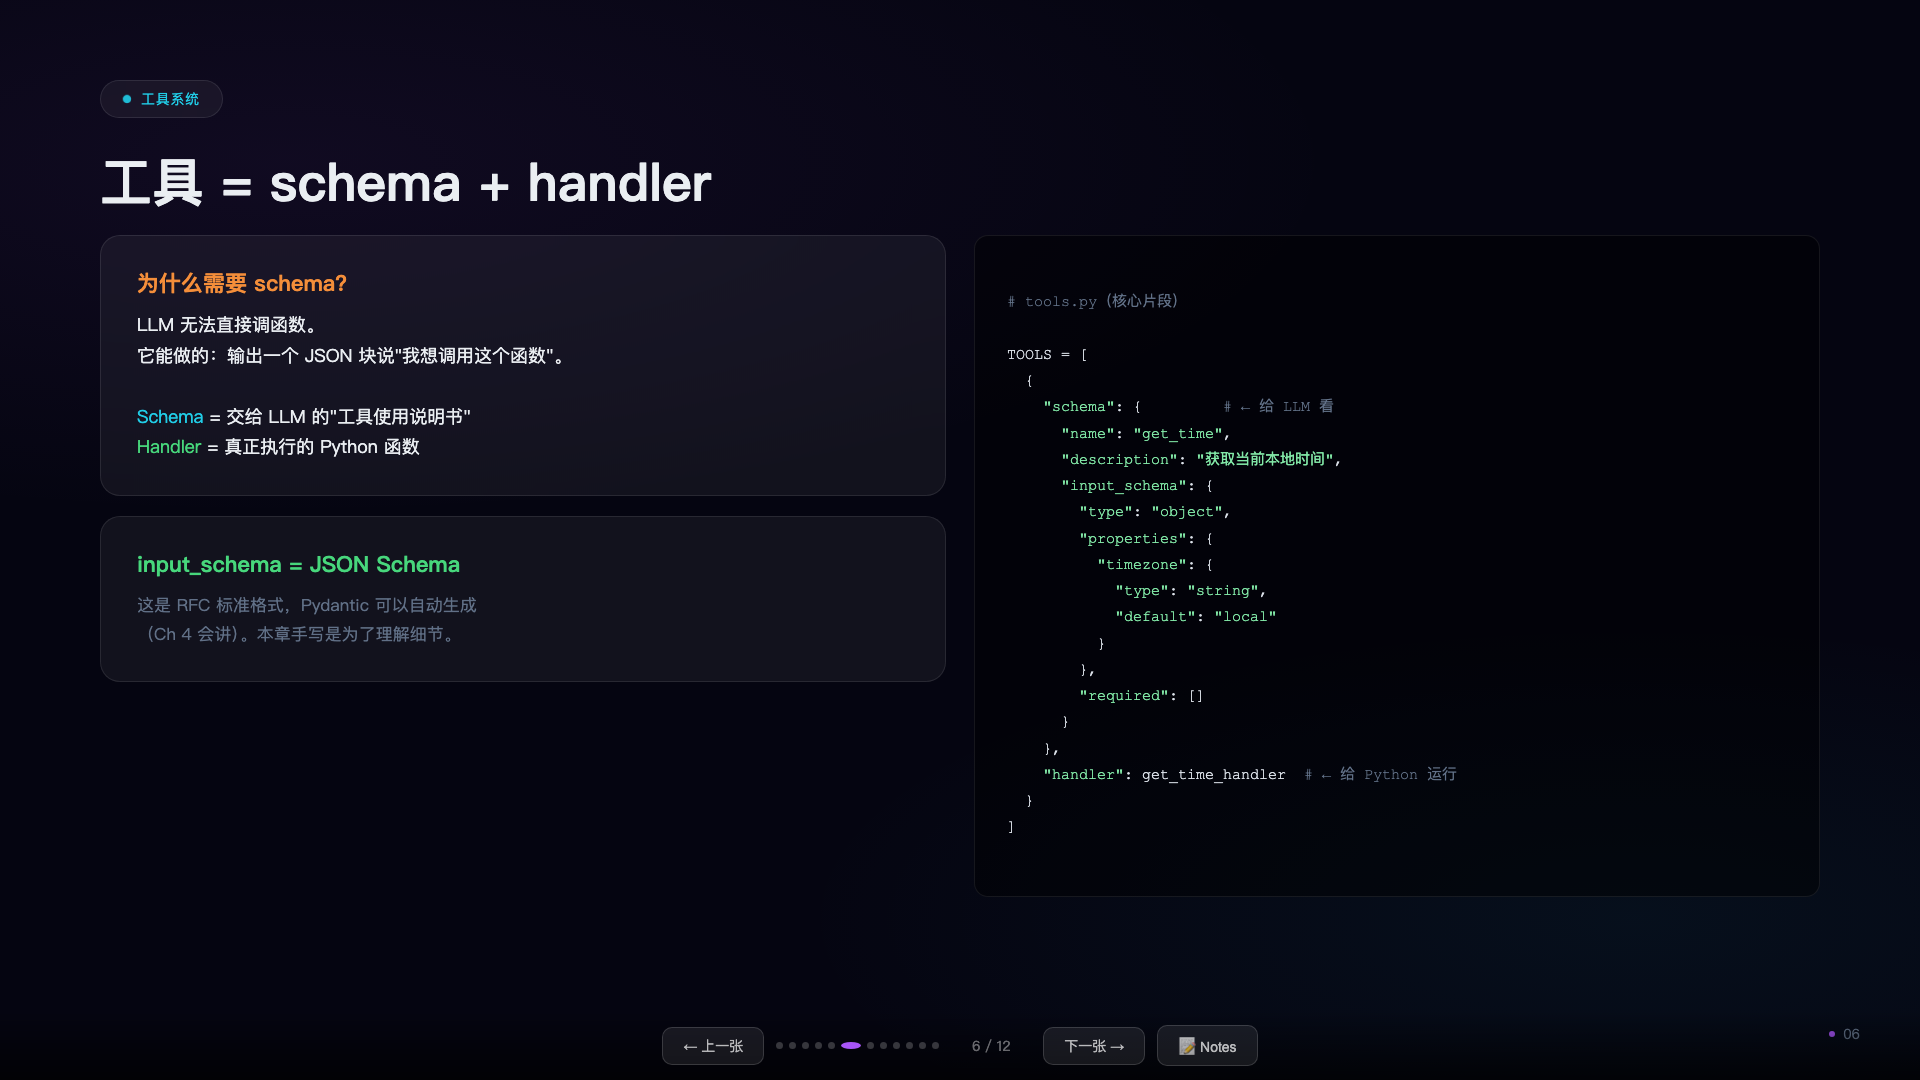 工具系统
工具 = schema + handler
为什么需要 schema?
LLM 无法直接调函数。
它能做的：输出一个 JSON 块说"我想调用这个函数"。
Schema = 交给 LLM 的"工具使用说明书"
Handler = 真正执行的 Python 函数
input_schema = JSON Schema
这是 RFC 标准格式，Pydantic 可以自动生成
（Ch 4 会讲）。本章手写是为了理解细节。
# tools.py（核心片段）
TOOLS = [
  {
    "schema": {         # ← 给 LLM 看
      "name": "get_time",
      "description": "获取当前本地时间",
      "input_schema": {
        "type": "object",
        "properties": {
          "timezone": {
            "type": "string",
            "default": "local"
          }
        },
        "required": []
      }
    },
    "handler": get_time_handler  # ← 给 Python 运行
  }
]
← 上一张
6 / 12
下一张 →
📝 Notes
06